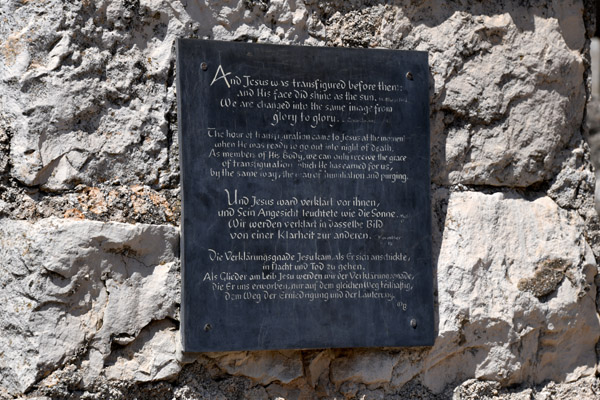 And Jesus was transfigured before them:
and His face did shine as the sun.
We are changed into the same image from
glory to glory.
The hour of transfiguration came to Jesus at the moment
when He was ready to go out into night of death.
As members of His Body, we can only receive the grace
of transfiguration which He has earned for us,
by the same way, the way of humiliation and purging.
Und Jesus ward verklärt vor ihnen,
und Sein Angesicht leuchtete wie die Sonne.
Wir werden verklärt in dasselbe Bild
von einer Klarheit zur anderen.
Die Verklärungsgnade Jesu kam, als Er sich anschickte,
in Nacht und Tod zu gehen.
Als Glieder am Leib Jesu werden wir der Verklärungsgnade,
die Er uns erworben, nur auf dem gleichen Weg teilhaftig,
dem Weg der Erniedrigung und der Läuterung.